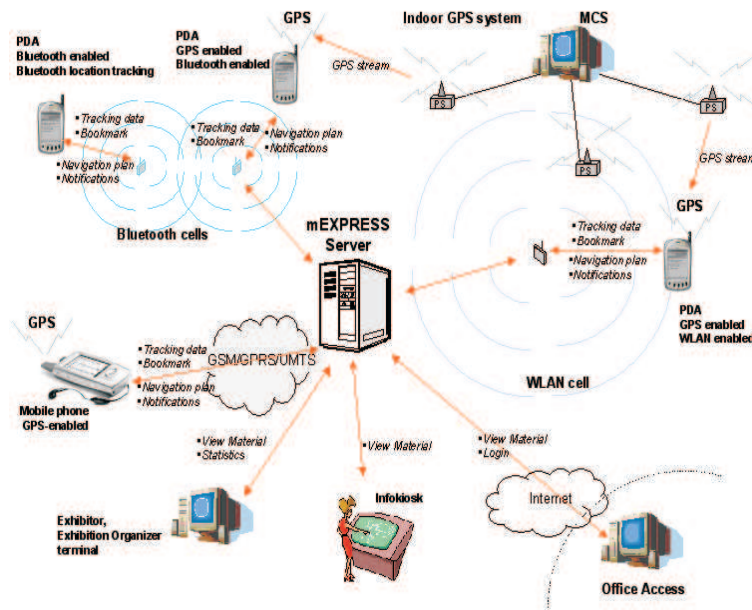 GPS
Indoor GPS system
MCS
PDA
Bluetooth enabled
Bluetooth location tracking
PDA
GPS enabled
Bluetooth enabled
GPS stream
PS
PS
PS
▪Tracking data
▪Bookmark
▪Tracking data
▪Bookmark
▪Navigation plan
▪Notifications
▪Navigation plan
▪Notifications
GPS stream
GPS
Bluetooth cells
mEXPRESS
Server
▪Tracking data
▪Bookmark
▪Navigation plan
▪Notifications
PDA
GPS enabled
WLAN enabled
WLAN cell
GPS
▪Tracking data
▪Bookmark
GSM/GPRS/UMTS
▪Navigation plan
▪Notifications
Mobile phone
GPS-enabled
▪View Material
▪Statistics
▪View Material
▪View Material
▪Login
Infokiosk
Internet
Exhibitor,
Exhibition Organizer
terminal
Office Access